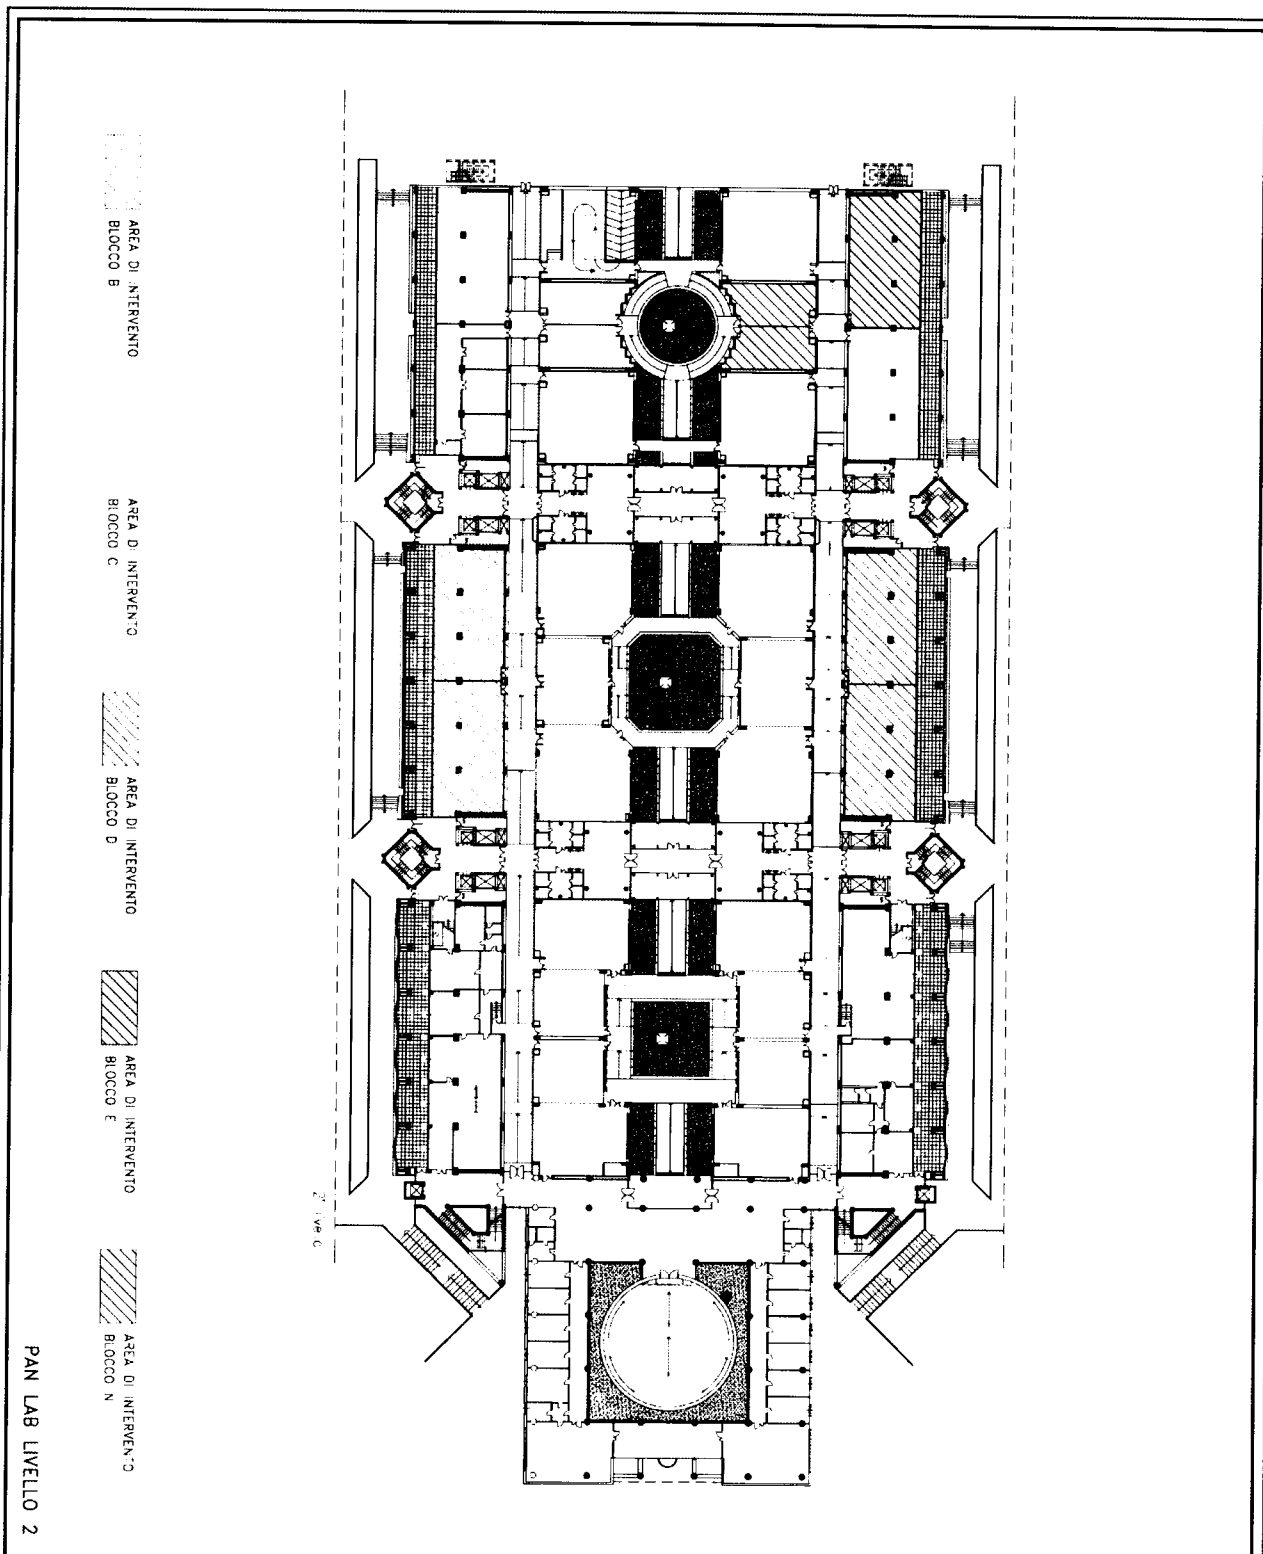 AREA DI INTERVENTO
BLOCCO B
AREA DI INTERVENTO
BLOCCO C
AREA DI INTERVENTO
BLOCCO D
AREA DI INTERVENTO
BLOCCO E
AREA DI INTERVENTO
BLOCCO N
PAN LAB LIVELLO 2